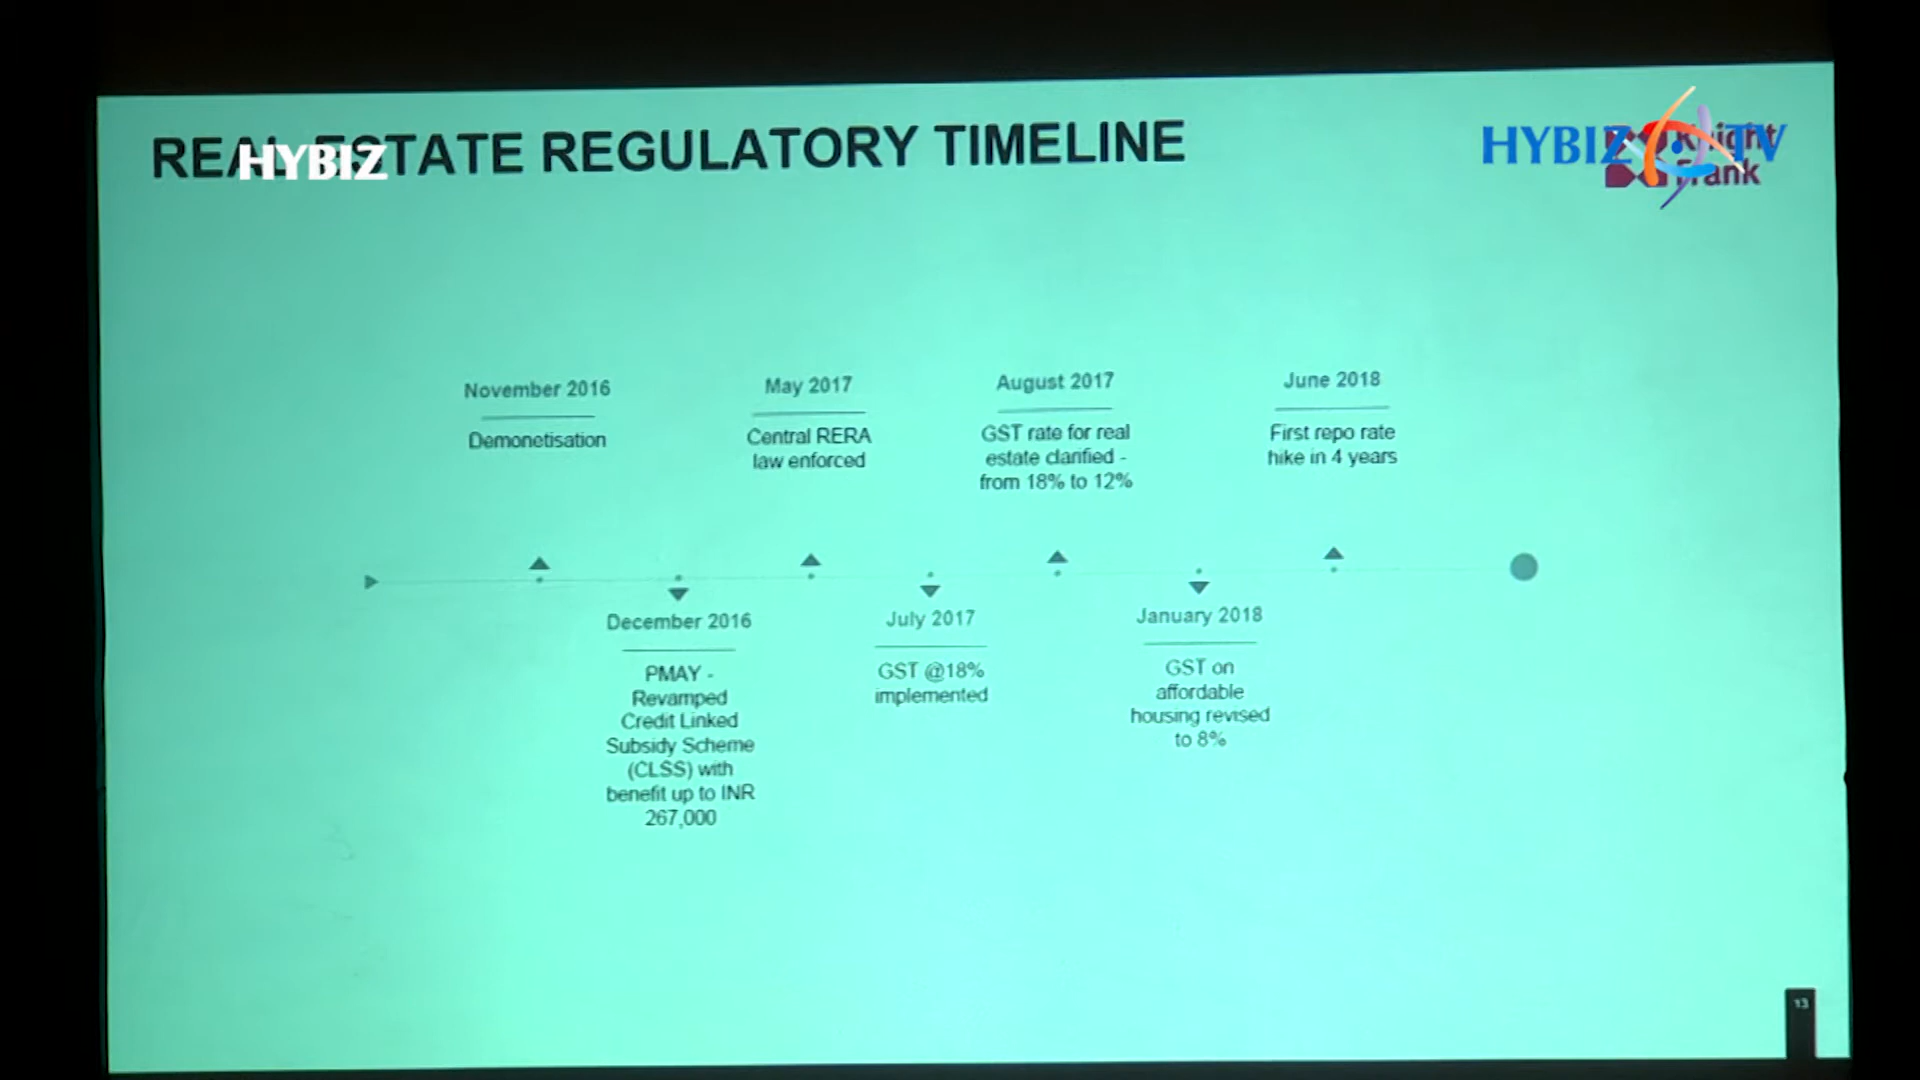 REAL ESTATE REGULATORY TIMELINE
HYBIZ
HYBIZ TV
Knight
Frank
November 2016
Demonetisation
May 2017
Central RERA
law enforced
August 2017
GST rate for real
estate clarified -
from 18% to 12%
June 2018
First repo rate
hike in 4 years
December 2016
PMAY -
Revamped
Credit Linked
Subsidy Scheme
(CLSS) with
benefit up to INR
267,000
July 2017
GST @18%
implemented
January 2018
GST on
affordable
housing revised
to 8%
13